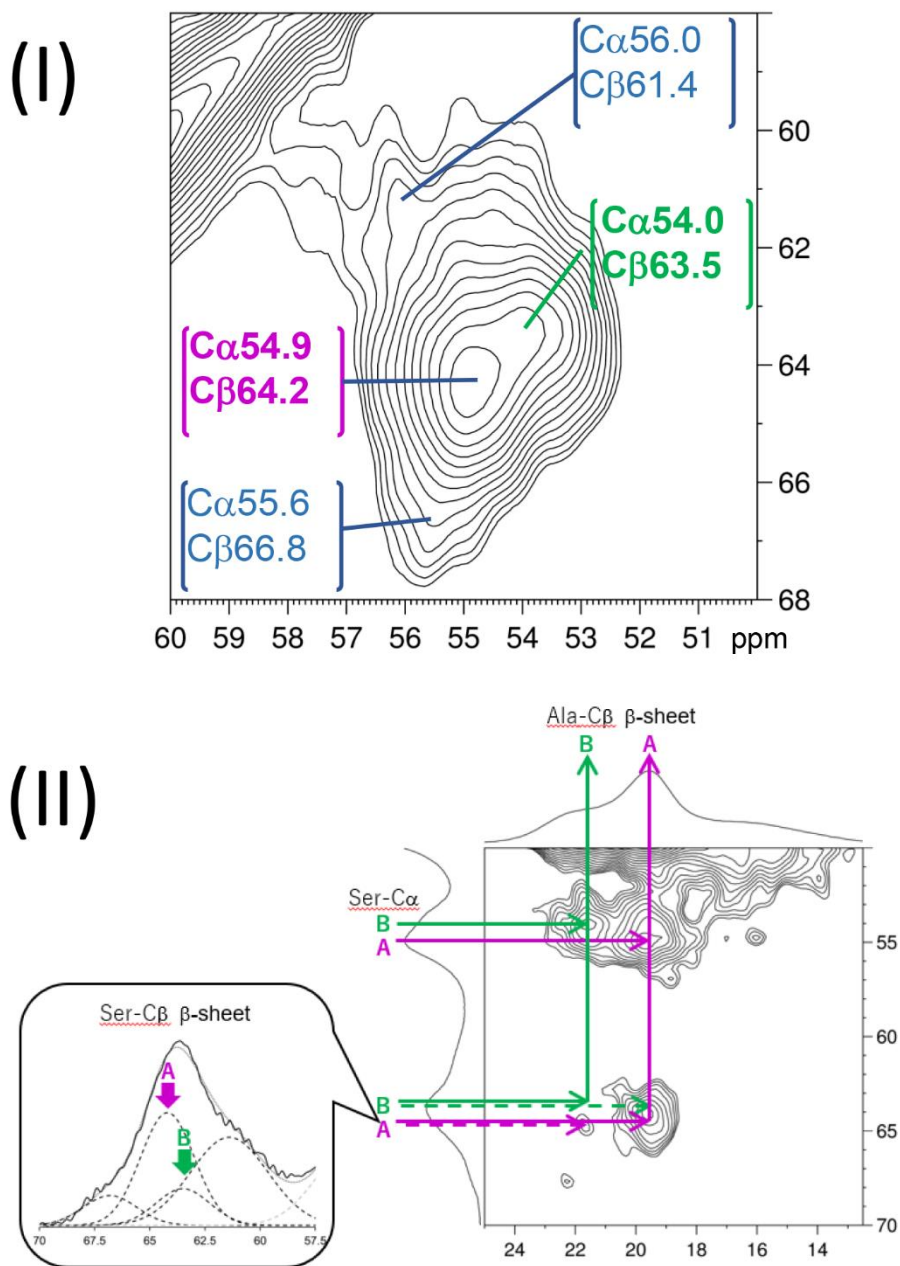 (I)
Cα56.0
Cβ61.4
60
Cα54.0
62
Cβ63.5
Cα54.9
64
Cβ64.2
66
Cα55.6
Cβ66.8
68
60 59 58 57 56 55 54 53 52 51 ppm
(II)
Ala-Cβ β-sheet
B A
Ser-Cα
B
A
55
Ser-Cβ β-sheet
60
A
B
B
A
65
70 67.5 65 62.5 60 57.5
70
24 22 20 18 16 14